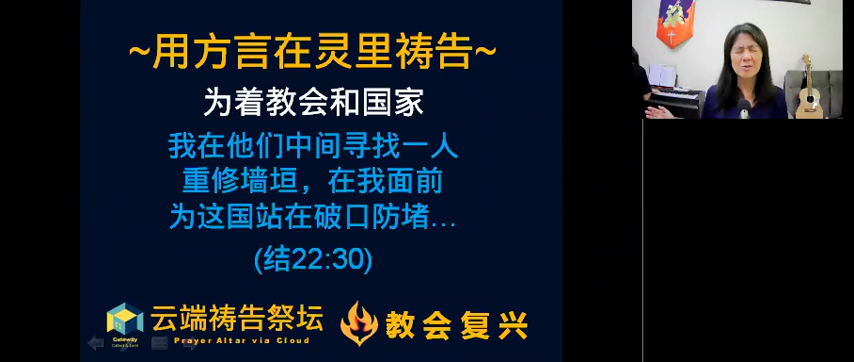 ~用方言在灵里祷告~
为着教会和国家
我在他们中间寻找一人
重修墙垣，在我面前
为这国站在破口防堵...
(结22:30)
云端祷告祭坛
Prayer Altar via Cloud
Gateway
教会复兴